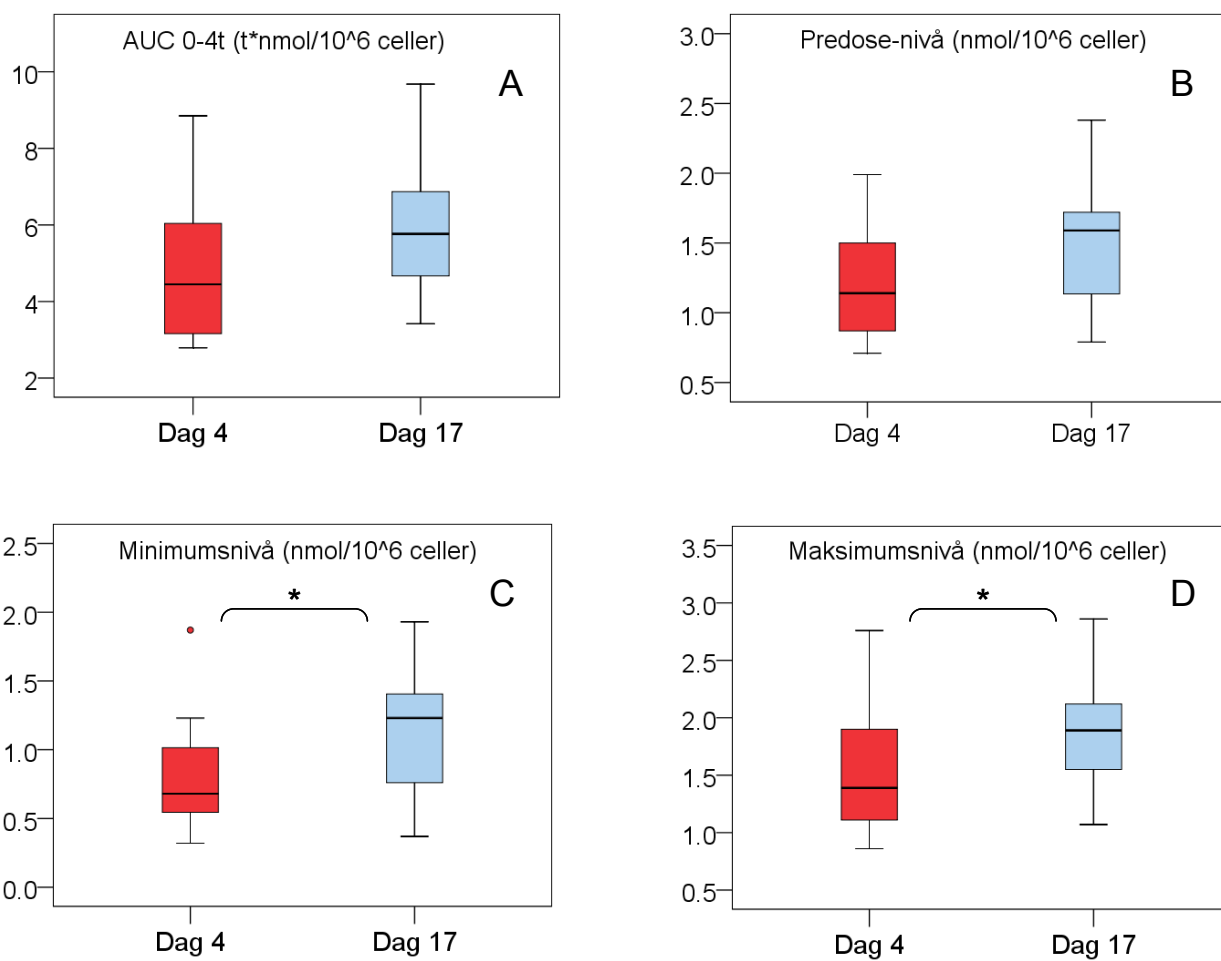 AUC 0-4t (t*nmol/10^6 celler)
A
10
8
6
4
2
Dag 4 Dag 17
Predose-nivå (nmol/10^6 celler)
B
3.0
2.5
2.0
1.5
1.0
0.5
Dag 4 Dag 17
Minimumsnivå (nmol/10^6 celler)
C
*
2.5
2.0
1.5
1.0
0.5
0.0
Dag 4 Dag 17
Maksimumsnivå (nmol/10^6 celler)
D
*
3.5
3.0
2.5
2.0
1.5
1.0
0.5
Dag 4 Dag 17